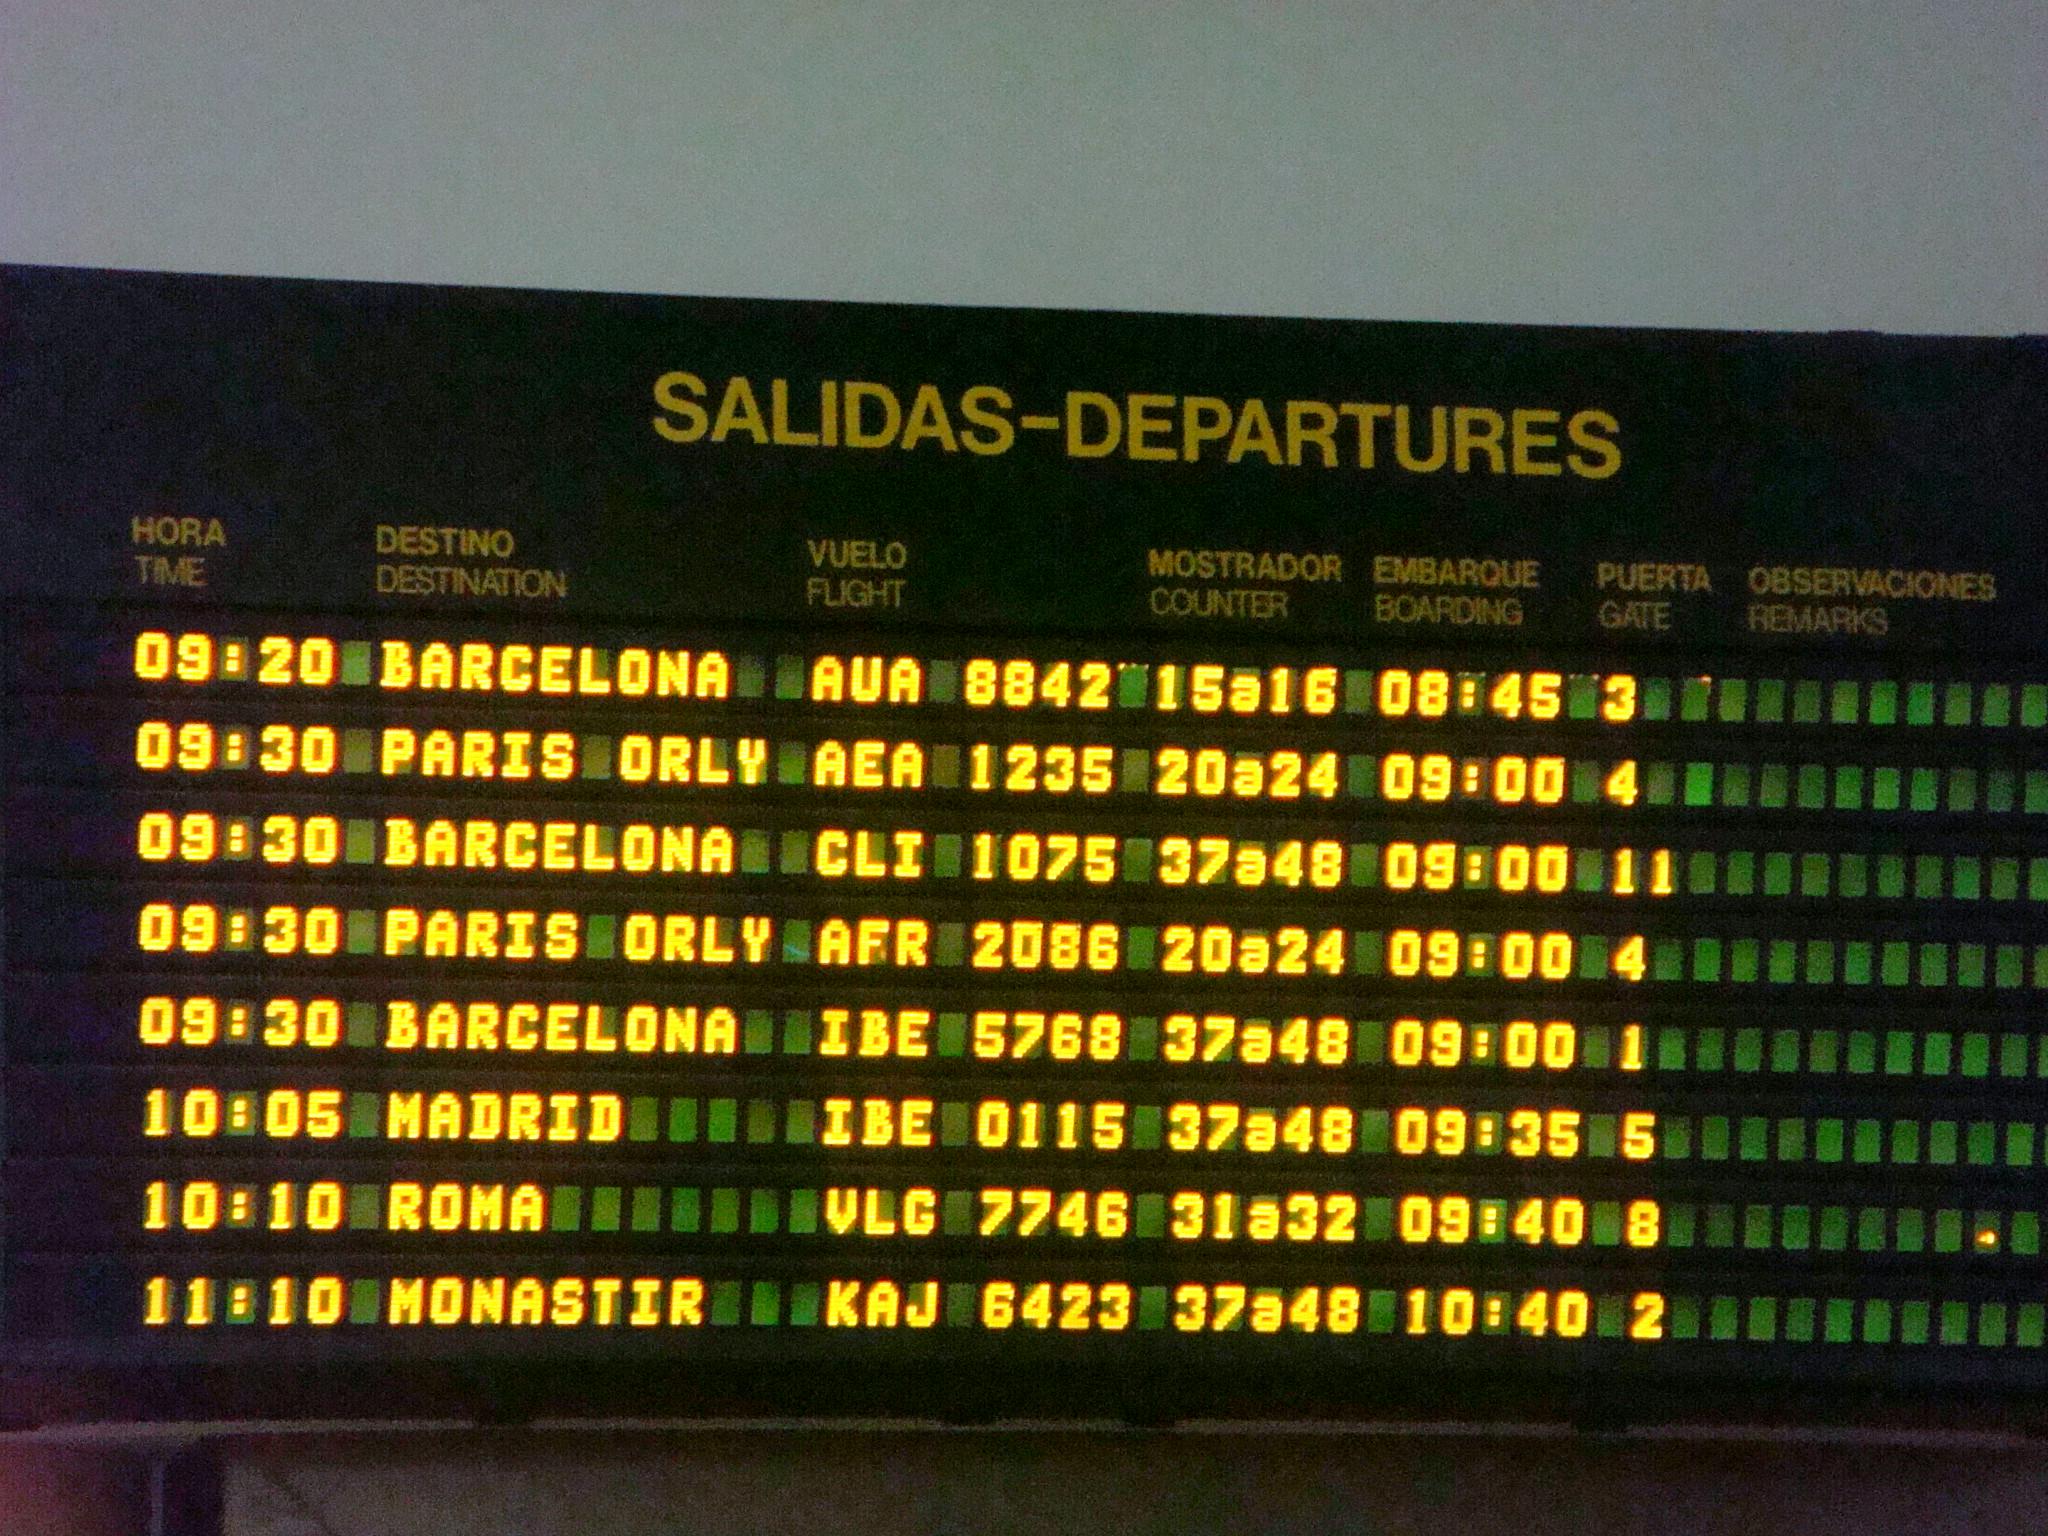 SALIDAS-DEPARTURES
HORA DESTINO VUELO MOSTRADOR EMBARQUE PUERTA OBSERVACIONES
TIME DESTINATION FLIGHT COUNTER BOARDING GATE REMARKS
09:20 BARCELONA AVA 8842 15a16 08:45 3
09:30 PARIS ORLY AEA 1235 20a24 09:00 4
09:30 BARCELONA CLI 1075 37a48 09:00 11
09:30 PARIS ORLY AFR 2086 20a24 09:00 4
09:30 BARCELONA IBE 5768 37a48 09:00 1
10:05 MADRID IBE 0115 37a48 09:35 5
10:10 ROMA VLG 7746 31a32 09:40 8
11:10 MONASTIR KAJ 6423 37a48 10:40 2